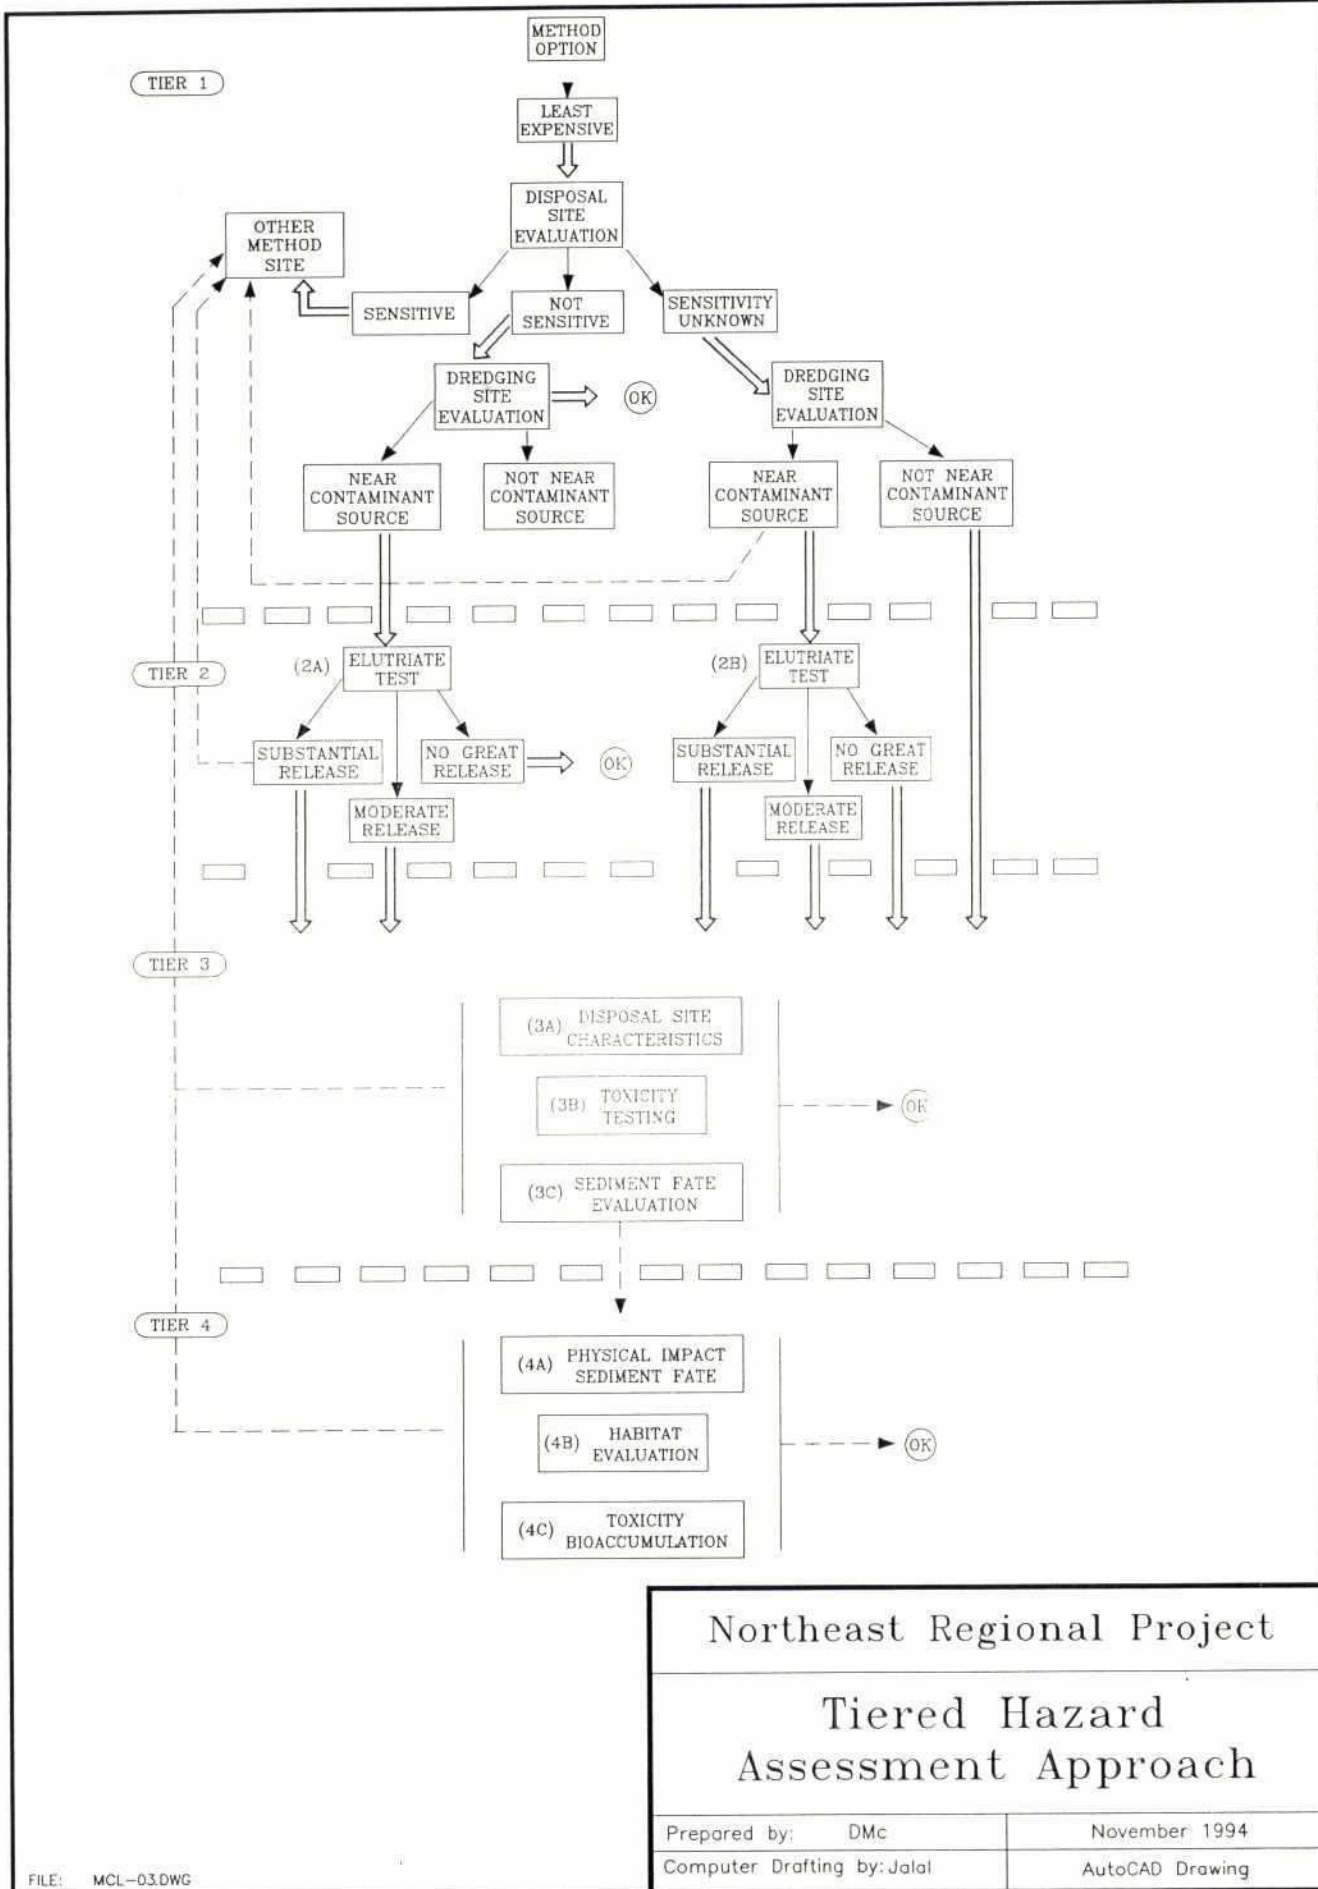 METHOD
OPTION
TIER 1
LEAST
EXPENSIVE
DISPOSAL
SITE
EVALUATION
OTHER
METHOD
SITE
SENSITIVE
NOT
SENSITIVE
SENSITIVITY
UNKNOWN
DREDGING
SITE
EVALUATION
OK
DREDGING
SITE
EVALUATION
NEAR
CONTAMINANT
SOURCE
NOT NEAR
CONTAMINANT
SOURCE
NEAR
CONTAMINANT
SOURCE
NOT NEAR
CONTAMINANT
SOURCE
TIER 2
(2A)
ELUTRIATE
TEST
(2B)
ELUTRIATE
TEST
SUBSTANTIAL
RELEASE
NO GREAT
RELEASE
OK
MODERATE
RELEASE
SUBSTANTIAL
RELEASE
NO GREAT
RELEASE
MODERATE
RELEASE
TIER 3
(3A) DISPOSAL SITE
CHARACTERISTICS
(3B) TOXICITY
TESTING
OK
(3C) SEDIMENT FATE
EVALUATION
TIER 4
(4A) PHYSICAL IMPACT
SEDIMENT FATE
(4B) HABITAT
EVALUATION
OK
(4C) TOXICITY
BIOACCUMULATION
Northeast Regional Project
Tiered Hazard
Assessment Approach
Prepared by: DMc
November 1994
Computer Drafting by: Jalal
AutoCAD Drawing
FILE: MCL-03.DWG